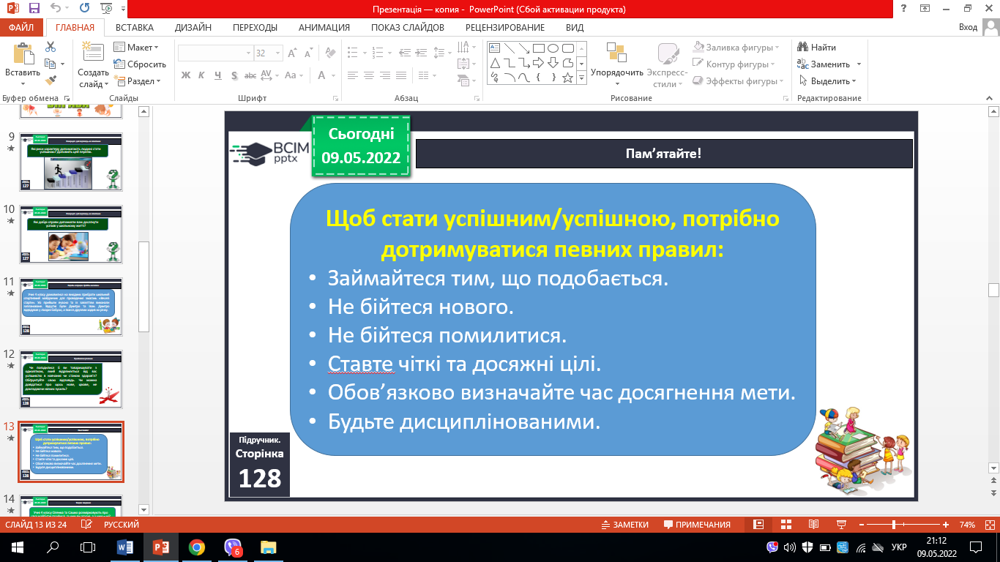 Презентація — копия - PowerPoint (Сбой активации продукта)
Вход
ФАЙЛ ГЛАВНАЯ ВСТАВКА ДИЗАЙН ПЕРЕХОДЫ АНИМАЦИЯ ПОКАЗ СЛАЙДОВ РЕЦЕНЗИРОВАНИЕ ВИД
Вставить
Создать
слайд
Макет
Сбросить
Раздел
32
Ж К Ч S abc AV Aa A
Упорядочить
Экспресс-
стили
Заливка фигуры
Контур фигуры
Эффекты фигуры
Найти
Заменить
Выделить
Буфер обмена Слайды Шрифт Абзац Рисование Редактирование
9
10
11
12
13
14
Сьогодні
09.05.2022
ВСІМ
pptx
Пам’ятайте!
Щоб стати успішним/успішною, потрібно
дотримуватися певних правил:
• Займайтеся тим, що подобається.
• Не бійтеся нового.
• Не бійтеся помилитися.
• Ставте чіткі та досяжні цілі.
• Обов’язково визначайте час досягнення мети.
• Будьте дисциплінованими.
Підручник.
Сторінка
128
СЛАЙД 13 ИЗ 24 РУССКИЙ ЗАМЕТКИ ПРИМЕЧАНИЯ 74%
6
УКР
21:12
09.05.2022